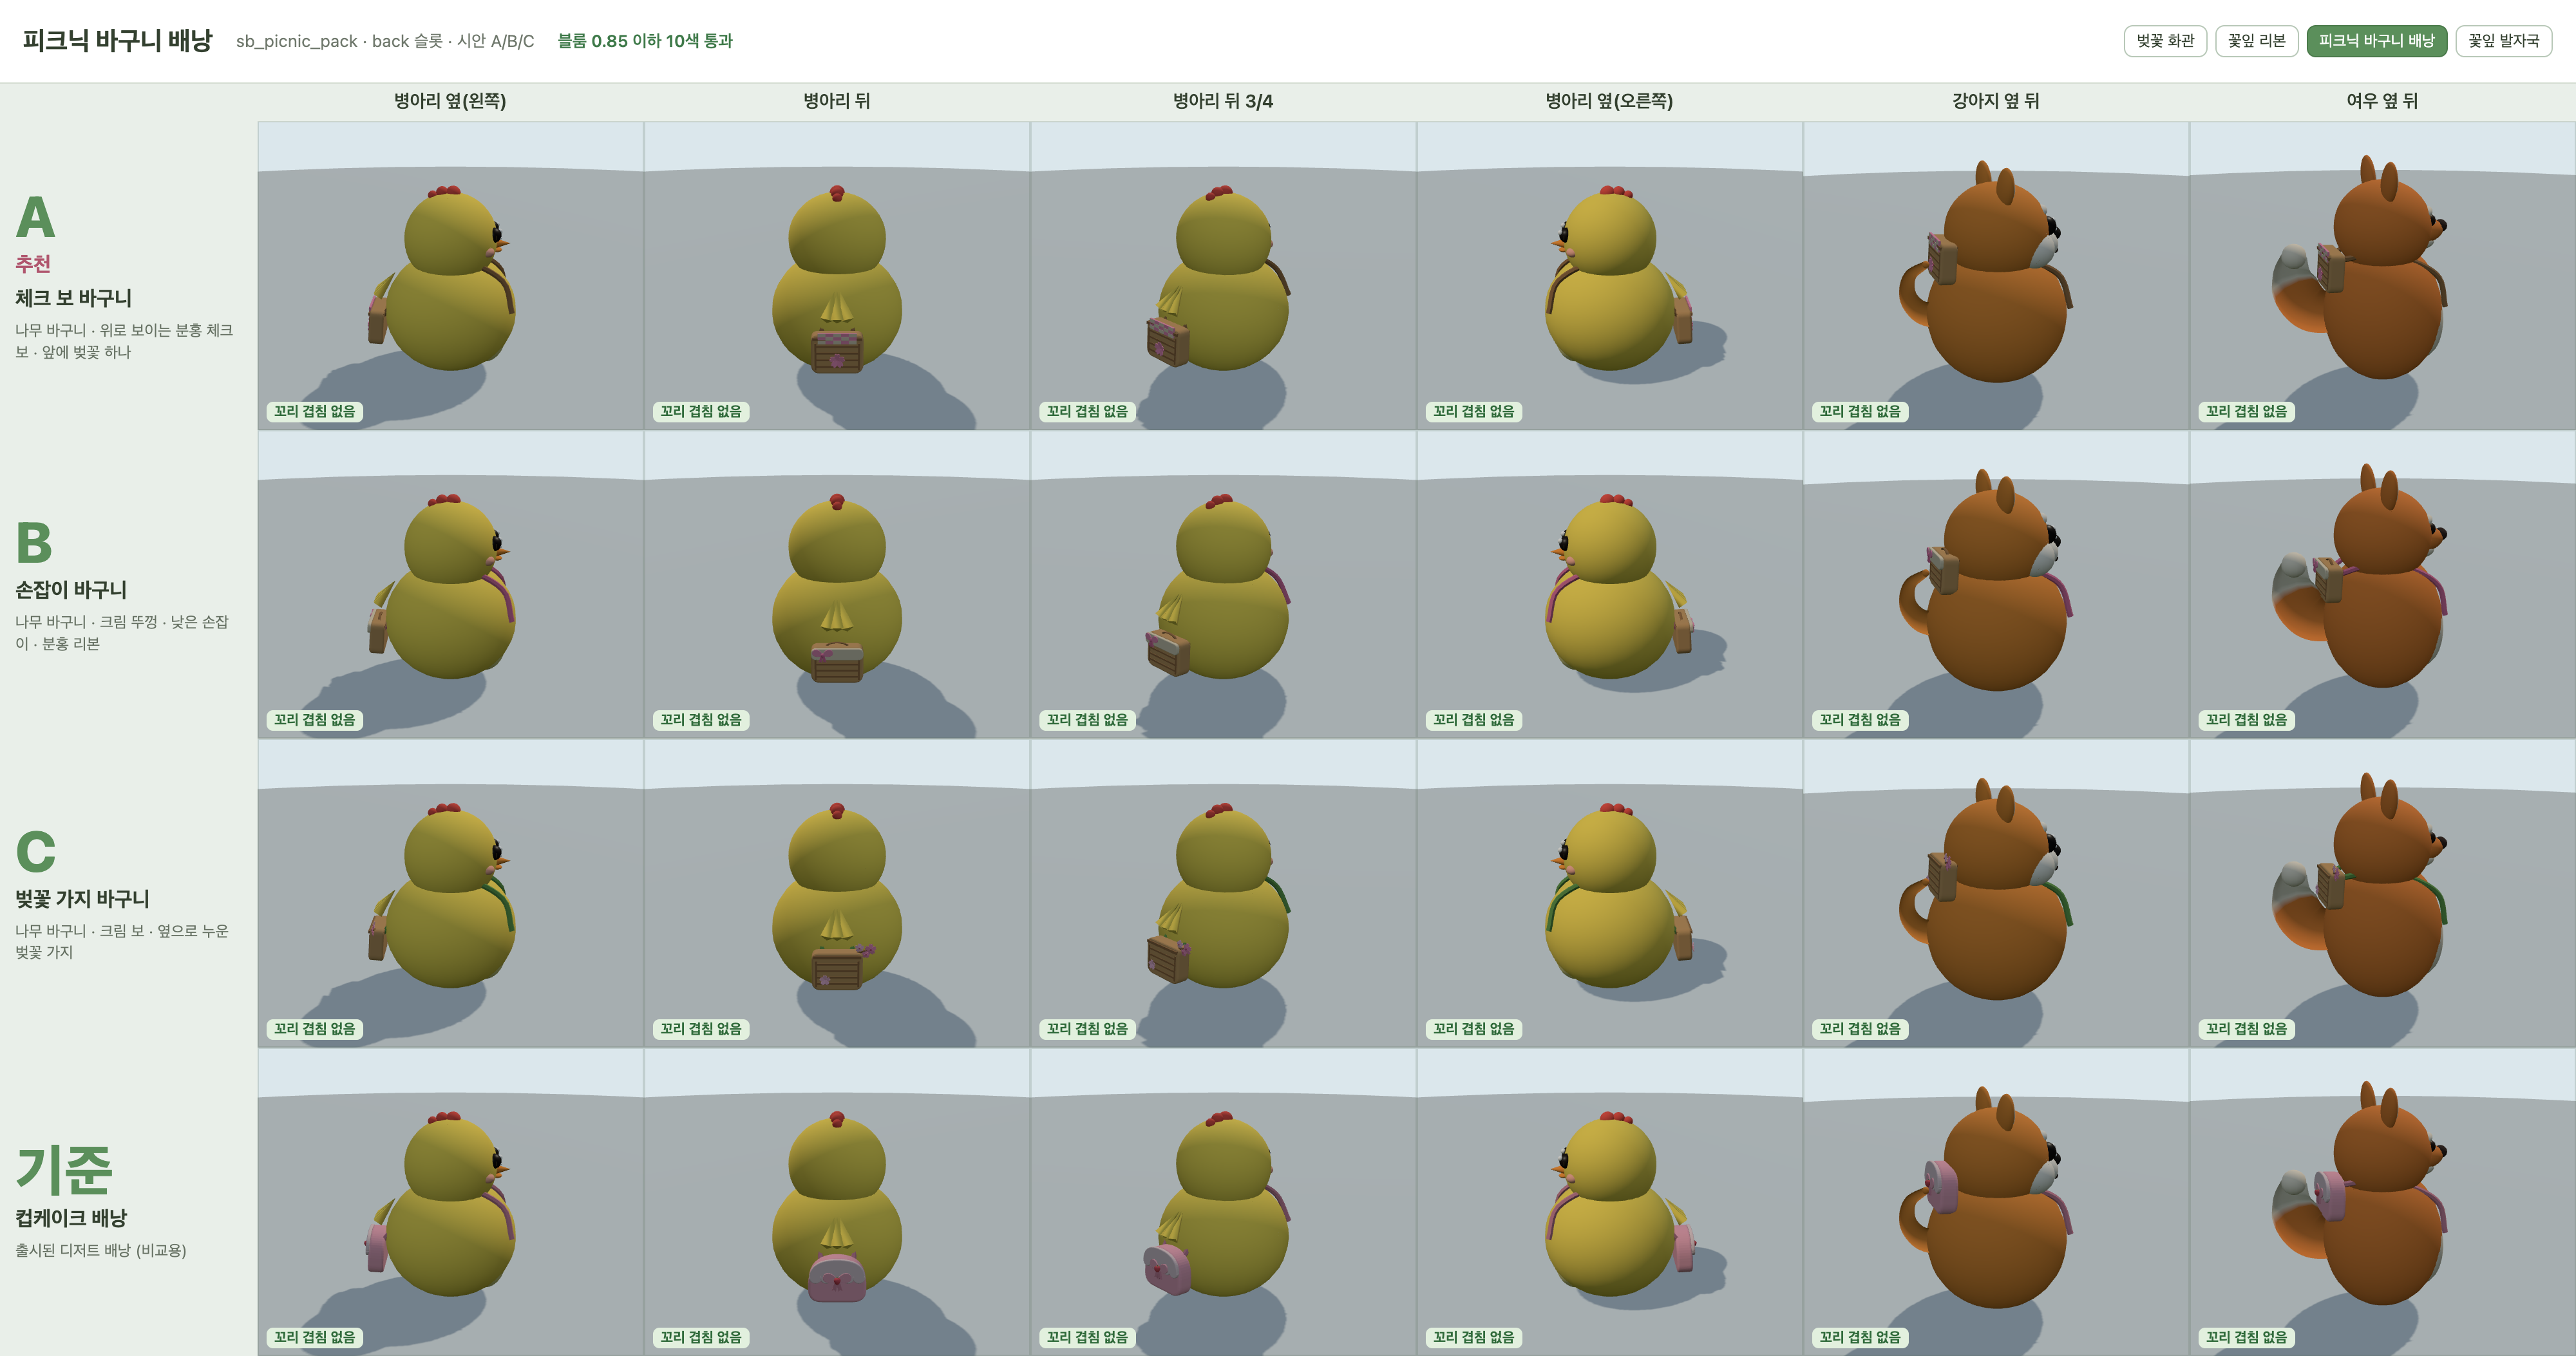 피크닉 바구니 배낭
sb_picnic_pack · back 슬롯 · 시안 A/B/C
블룸 0.85 이하 10색 통과
벚꽃 화관
꽃잎 리본
피크닉 바구니 배낭
꽃잎 발자국
병아리 옆(왼쪽)
병아리 뒤
병아리 뒤 3/4
병아리 옆(오른쪽)
강아지 옆 뒤
여우 옆 뒤
A
추천
체크 보 바구니
나무 바구니 · 위로 보이는 분홍 체크
보 · 앞에 벚꽃 하나
꼬리 겹침 없음
꼬리 겹침 없음
꼬리 겹침 없음
꼬리 겹침 없음
꼬리 겹침 없음
꼬리 겹침 없음
B
손잡이 바구니
나무 바구니 · 크림 뚜껑 · 낮은 손잡
이 · 분홍 리본
꼬리 겹침 없음
꼬리 겹침 없음
꼬리 겹침 없음
꼬리 겹침 없음
꼬리 겹침 없음
꼬리 겹침 없음
C
벚꽃 가지 바구니
나무 바구니 · 크림 보 · 옆으로 누운
벚꽃 가지
꼬리 겹침 없음
꼬리 겹침 없음
꼬리 겹침 없음
꼬리 겹침 없음
꼬리 겹침 없음
꼬리 겹침 없음
기준
컵케이크 배낭
출시된 디저트 배낭 (비교용)
꼬리 겹침 없음
꼬리 겹침 없음
꼬리 겹침 없음
꼬리 겹침 없음
꼬리 겹침 없음
꼬리 겹침 없음